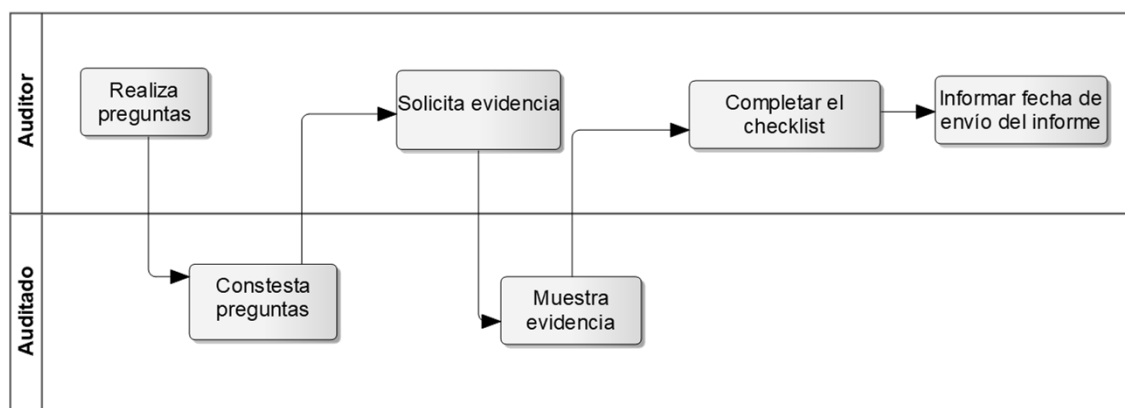 Auditor
Realiza
preguntas
Solicita evidencia
Completar el
checklist
Informar fecha de
envío del informe
Auditado
Constesta
preguntas
Muestra
evidencia